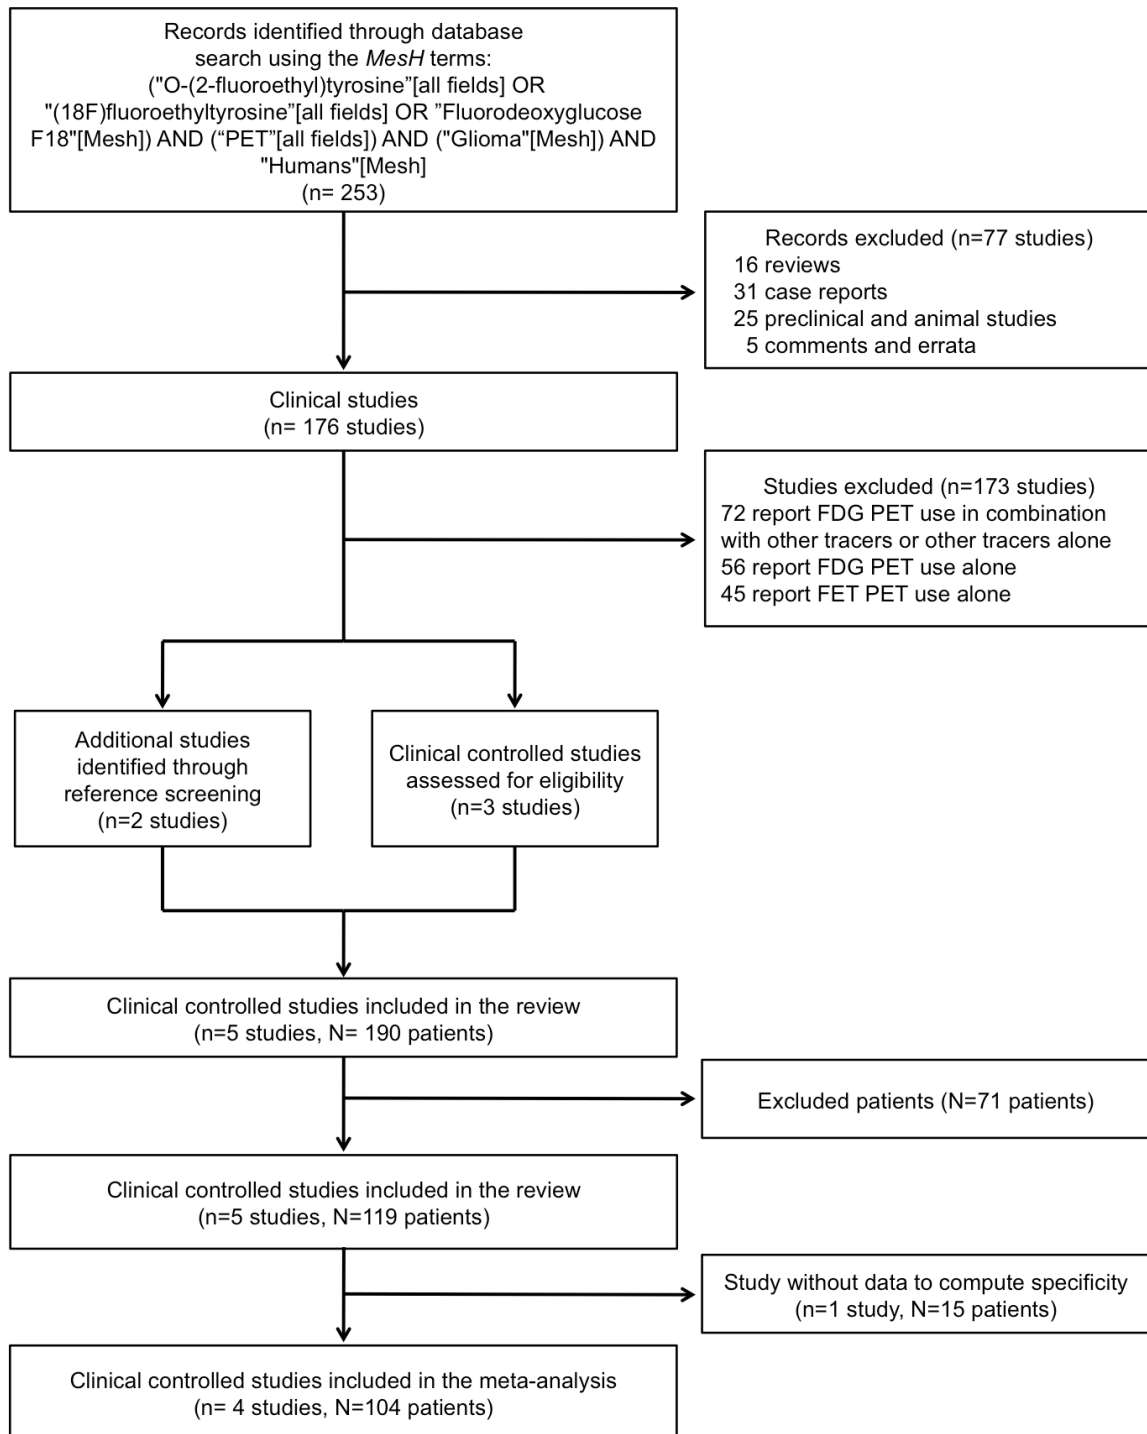 Records identified through database
search using the MesH terms:
("O-(2-fluoroethyl)tyrosine”[all fields] OR
"(18F)fluoroethyltyrosine”[all fields] OR ”Fluorodeoxyglucose
F18"[Mesh]) AND (“PET”[all fields]) AND ("Glioma"[Mesh]) AND
"Humans"[Mesh]
(n= 253)
Records excluded (n=77 studies)
16 reviews
31 case reports
25 preclinical and animal studies
5 comments and errata
Clinical studies
(n= 176 studies)
Studies excluded (n=173 studies)
72 report FDG PET use in combination
with other tracers or other tracers alone
56 report FDG PET use alone
45 report FET PET use alone
Additional studies
identified through
reference screening
(n=2 studies)
Clinical controlled studies
assessed for eligibility
(n=3 studies)
Clinical controlled studies included in the review
(n=5 studies, N= 190 patients)
Excluded patients (N=71 patients)
Clinical controlled studies included in the review
(n=5 studies, N=119 patients)
Study without data to compute specificity
(n=1 study, N=15 patients)
Clinical controlled studies included in the meta-analysis
(n= 4 studies, N=104 patients)